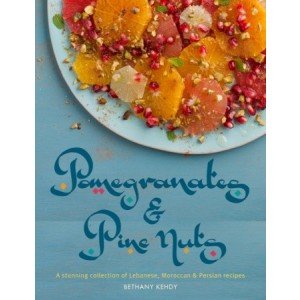 Pomegranates
&
Pine Nuts
A stunning collection of Lebanese, Moroccan & Persian recipes
BETHANY KEHDY